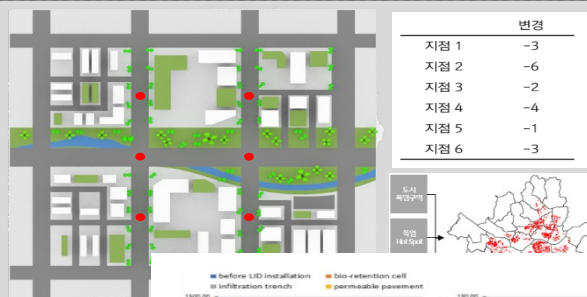 변경
지점 1 -3
지점 2 -6
지점 3 -2
지점 4 -4
지점 5 -1
지점 6 -3
도시
폭염구역
폭염
Hot Spot
before LID installation bio-retention cell
infiltration trench permeable pavement